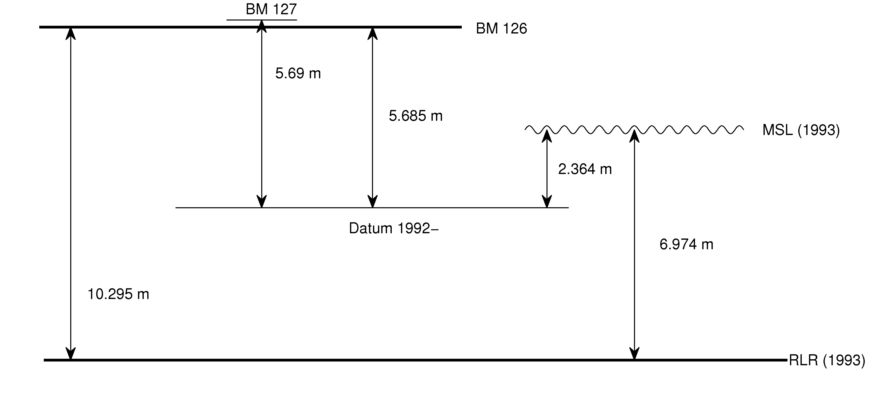 BM 127
BM 126
5.69 m
5.685 m
MSL (1993)
2.364 m
Datum 1992−
6.974 m
10.295 m
RLR (1993)